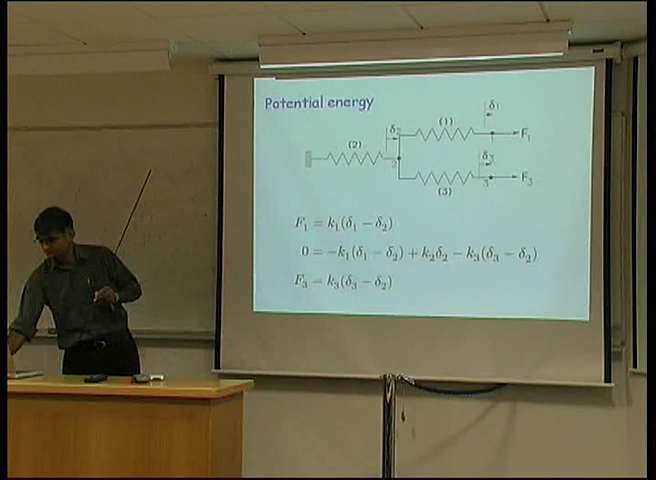 Potential energy
δ1
(1)
δ2
F1
(2)
2
δ3
3
F3
(3)
F₁ = k₁(δ₁ − δ₂)
0 = −k₁(δ₁ − δ₂) + k₂δ₂ − k₃(δ₃ − δ₂)
F₃ = k₃(δ₃ − δ₂)